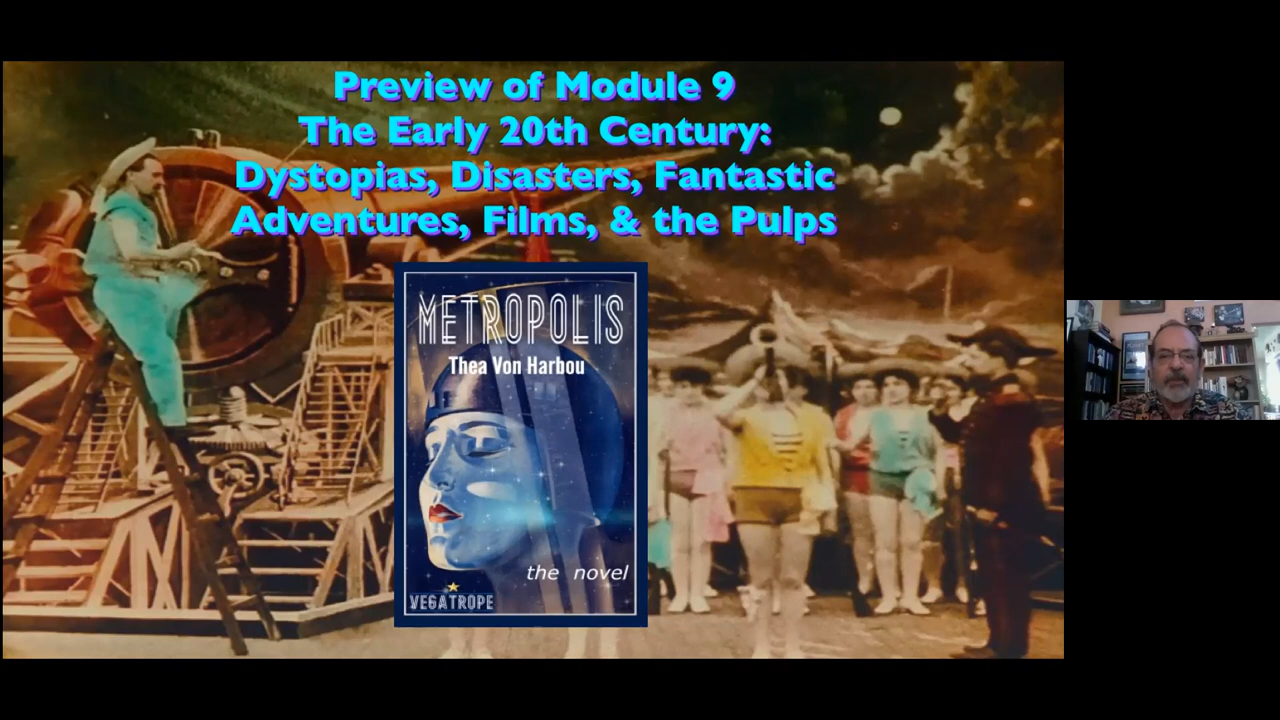 Preview of Module 9
The Early 20th Century:
Dystopias, Disasters, Fantastic
Adventures, Films, & the Pulps
METROPOLIS
Thea Von Harbou
the novel
VEGATROPE